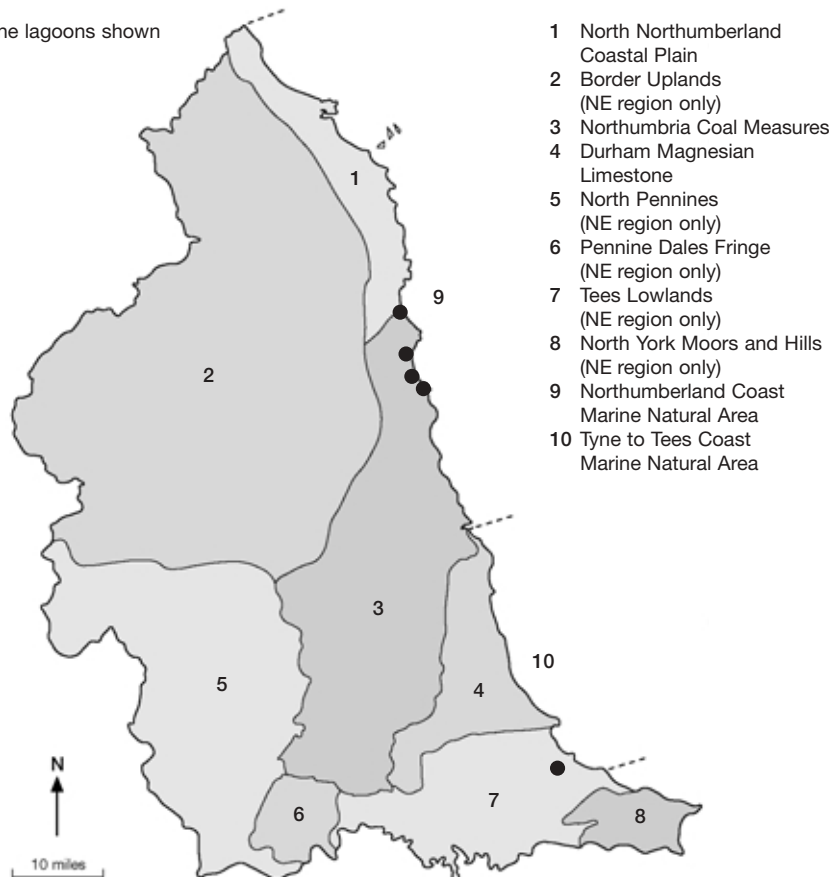 lagoons shown
1 North Northumberland
Coastal Plain
2 Border Uplands
(NE region only)
3 Northumbria Coal Measures
4 Durham Magnesian
Limestone
5 North Pennines
(NE region only)
6 Pennine Dales Fringe
(NE region only)
7 Tees Lowlands
(NE region only)
8 North York Moors and Hills
(NE region only)
9 Northumberland Coast
Marine Natural Area
10 Tyne to Tees Coast
Marine Natural Area
1
9
2
3
10
5
4
N
7
6
8
10 miles